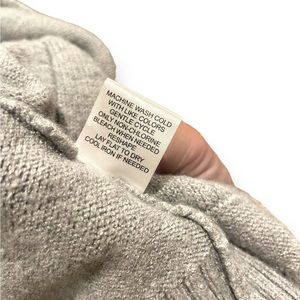 MACHINE WASH COLD
WITH LIKE COLORS
GENTLE CYCLE
ONLY NON-CHLORINE
BLEACH WHEN NEEDED
RESHAPE
LAY FLAT TO DRY
COOL IRON IF NEEDED